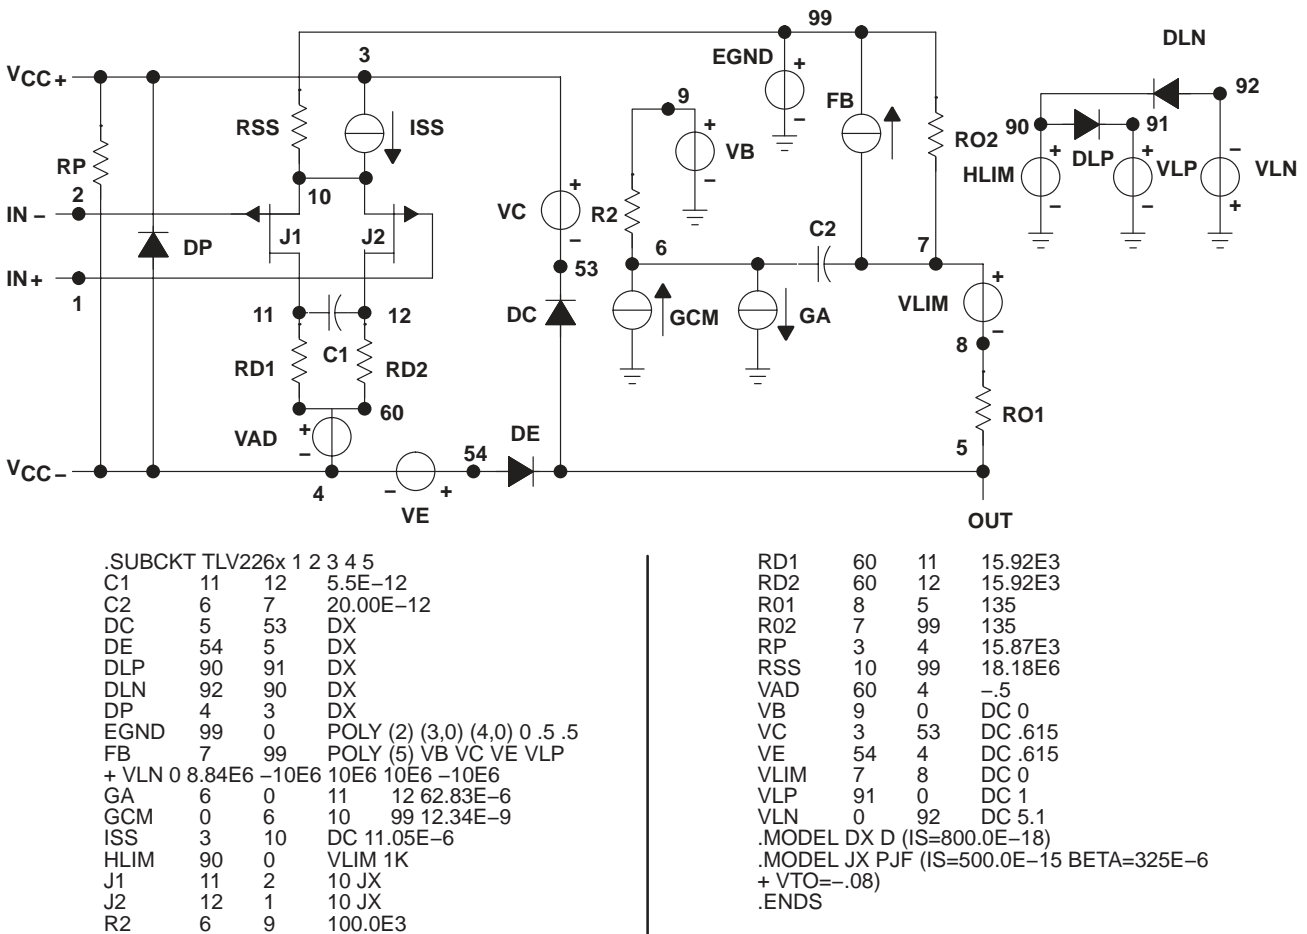 99
DLN
3
EGND
+
VCC+
92
9
FB
+
RSS
ISS
+
90
91
VB
RO2
RP
–
DLP
–
+
+
–
HLIM
VLP
VLN
2
10
–
+
–
–
+
IN –
VC
R2
C2
J1
J2
–
6
7
DP
IN+
53
1
+
VLIM
11
12
DC
GCM
GA
–
8
C1
RD1
RD2
RO1
60
+
VAD
DE
–
5
54
VCC–
4
–
+
VE
OUT
.SUBCKT TLV226x 1 2 3 4 5
C1 11 12 5.5E–12
C2 6 7 20.00E–12
DC 5 53 DX
DE 54 5 DX
DLP 90 91 DX
DLN 92 90 DX
DP 4 3 DX
EGND 99 0 POLY (2) (3,0) (4,0) 0 .5 .5
FB 7 99 POLY (5) VB VC VE VLP
+ VLN 0 8.84E6 –10E6 10E6 10E6 –10E6
GA 6 0 11 12 62.83E–6
GCM 0 6 10 99 12.34E–9
ISS 3 10 DC 11.05E–6
HLIM 90 0 VLIM 1K
J1 11 2 10 JX
J2 12 1 10 JX
R2 6 9 100.0E3
RD1 60 11 15.92E3
RD2 60 12 15.92E3
R01 8 5 135
R02 7 99 135
RP 3 4 15.87E3
RSS 10 99 18.18E6
VAD 60 4 –.5
VB 9 0 DC 0
VC 3 53 DC .615
VE 54 4 DC .615
VLIM 7 8 DC 0
VLP 91 0 DC 1
VLN 0 92 DC 5.1
.MODEL DX D (IS=800.0E–18)
.MODEL JX PJF (IS=500.0E–15 BETA=325E–6
+ VTO=–.08)
.ENDS